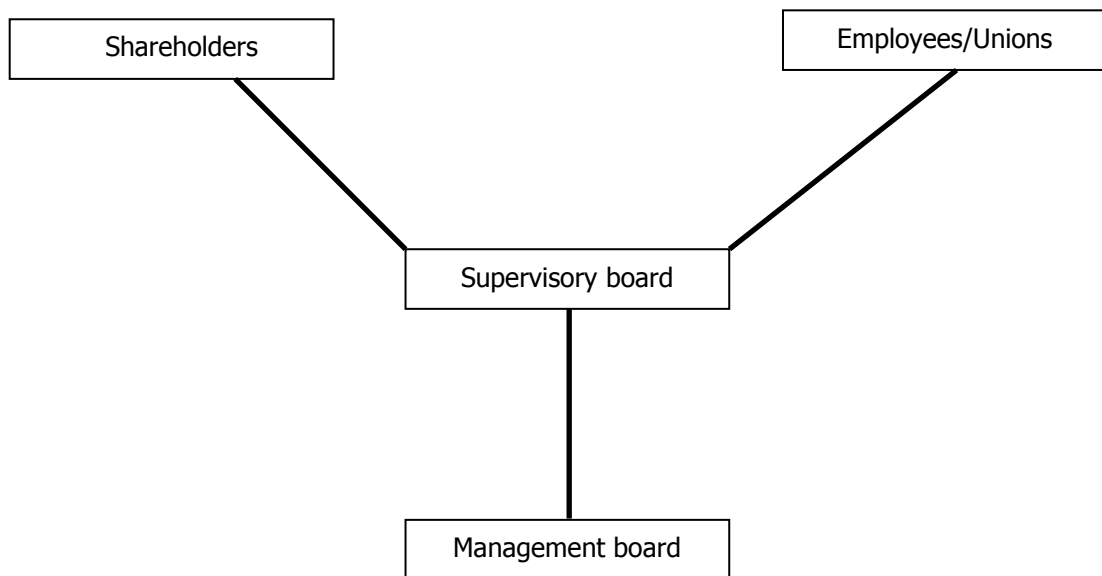 Shareholders
Employees/Unions
Supervisory board
Management board